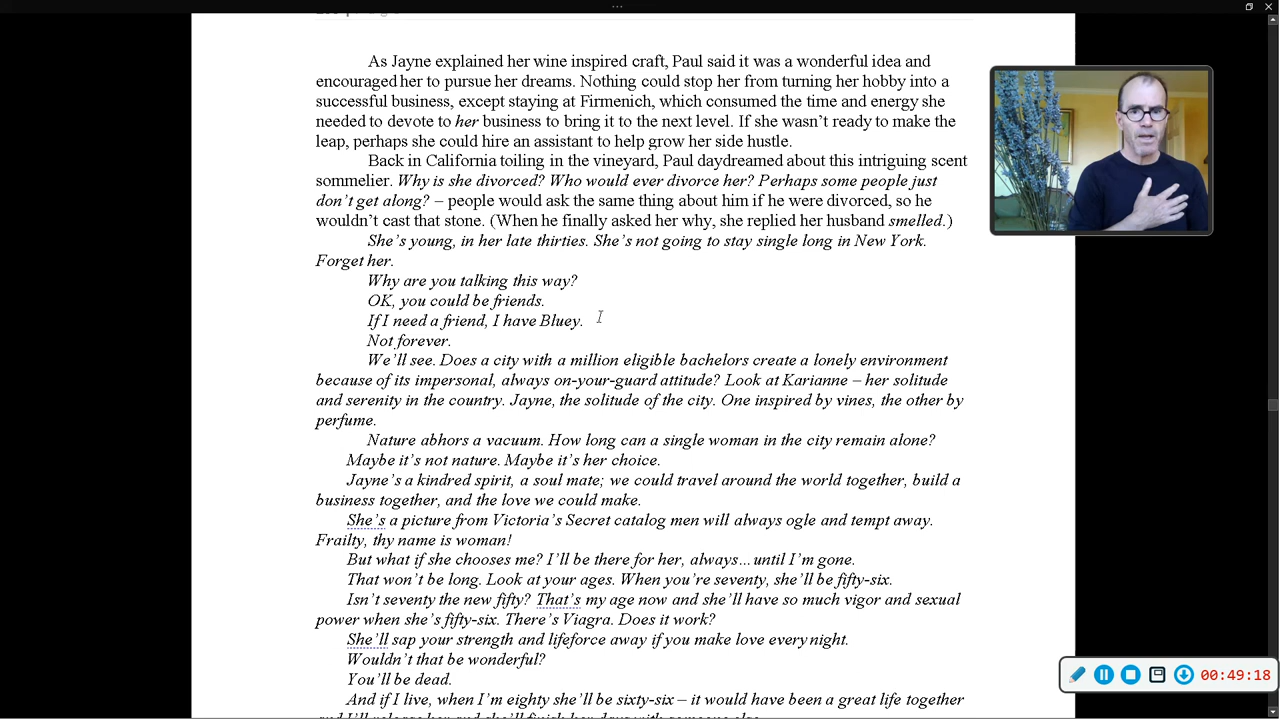 As Jayne explained her wine inspired craft, Paul said it was a wonderful idea and
encouraged her to pursue her dreams. Nothing could stop her from turning her hobby into a
successful business, except staying at Firmenich, which consumed the time and energy she
needed to devote to her business to bring it to the next level. If she wasn’t ready to make the
leap, perhaps she could hire an assistant to help grow her side hustle.
Back in California toiling in the vineyard, Paul daydreamed about this intriguing scent
sommelier. Why is she divorced? Who would ever divorce her? Perhaps some people just
don’t get along? – people would ask the same thing about him if he were divorced, so he
wouldn’t cast that stone. (When he finally asked her why, she replied her husband smelled.)
She’s young, in her late thirties. She’s not going to stay single long in New York.
Forget her.
Why are you talking this way?
OK, you could be friends.
If I need a friend, I have Bluey.
Not forever.
We’ll see. Does a city with a million eligible bachelors create a lonely environment
because of its impersonal, always on-your-guard attitude? Look at Karianne – her solitude
and serenity in the country. Jayne, the solitude of the city. One inspired by vines, the other by
perfume.
Nature abhors a vacuum. How long can a single woman in the city remain alone?
Maybe it’s not nature. Maybe it’s her choice.
Jayne’s a kindred spirit, a soul mate; we could travel around the world together, build a
business together, and the love we could make.
She’s a picture from Victoria’s Secret catalog men will always ogle and tempt away.
Frailty, thy name is woman!
But what if she chooses me? I’ll be there for her, always…until I’m gone.
That won’t be long. Look at your ages. When you’re seventy, she’ll be fifty-six.
Isn’t seventy the new fifty? That’s my age now and she’ll have so much vigor and sexual
power when she’s fifty-six. There’s Viagra. Does it work?
She’ll sap your strength and lifeforce away if you make love every night.
Wouldn’t that be wonderful?
You’ll be dead.
And if I live, when I’m eighty she’ll be sixty-six – it would have been a great life together
00:49:18